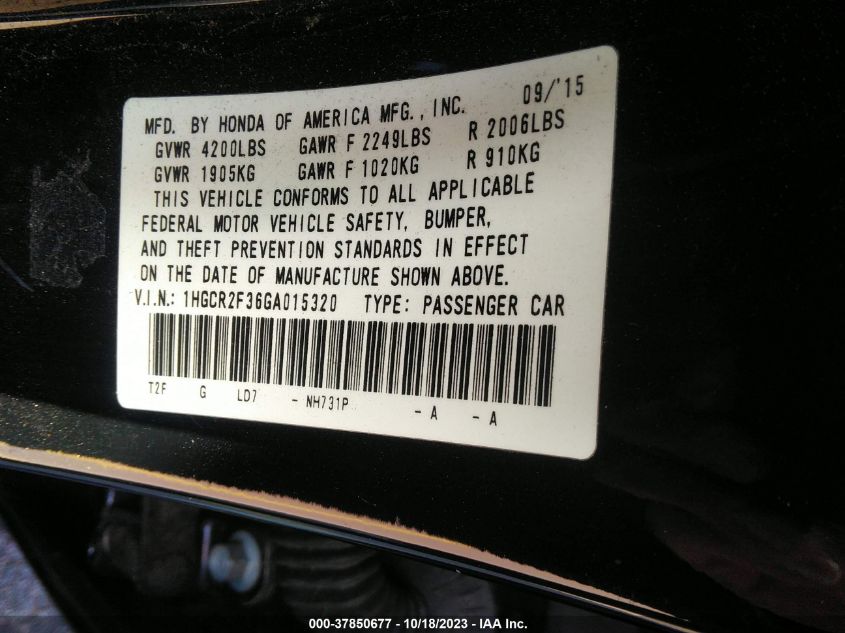 09/'15
MFD. BY HONDA OF AMERICA MFG., INC.
GVWR 4200LBS GAWR F 2249LBS R 2006LBS
GVWR 1905KG GAWR F 1020KG R 910KG
THIS VEHICLE CONFORMS TO ALL APPLICABLE
FEDERAL MOTOR VEHICLE SAFETY, BUMPER,
AND THEFT PREVENTION STANDARDS IN EFFECT
ON THE DATE OF MANUFACTURE SHOWN ABOVE.
V.I.N.: 1HGCR2F36GA015320 TYPE: PASSENGER CAR
T2F G LD7 - NH731P - A - A
000-37850677 - 10/18/2023 - IAA Inc.